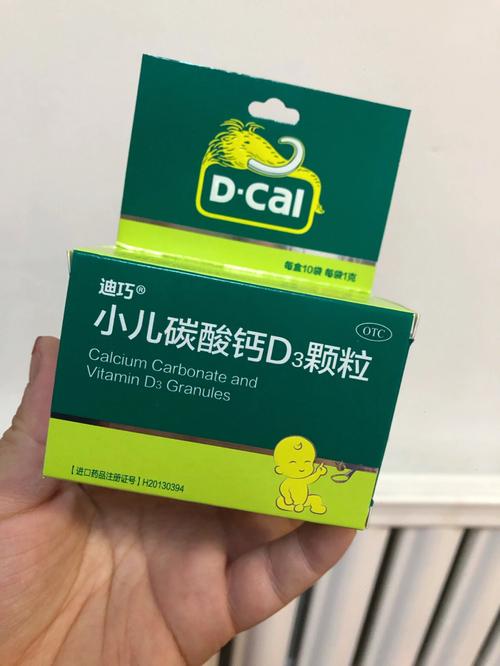 D·Cal
每盒10袋 每袋1克
迪巧®
小儿碳酸钙D3颗粒
OTC
Calcium Carbonate and
Vitamin D3 Granules
【进口药品注册证号】H20130394